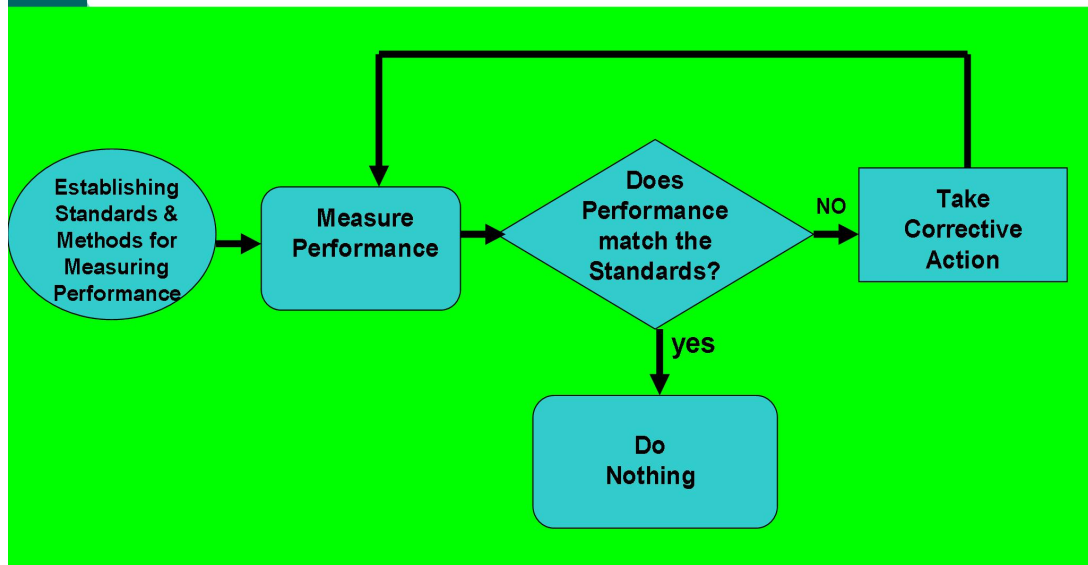 Establishing
Standards &
Methods for
Measuring
Performance
Measure
Performance
Does
Performance
match the
Standards?
NO
Take
Corrective
Action
yes
Do
Nothing